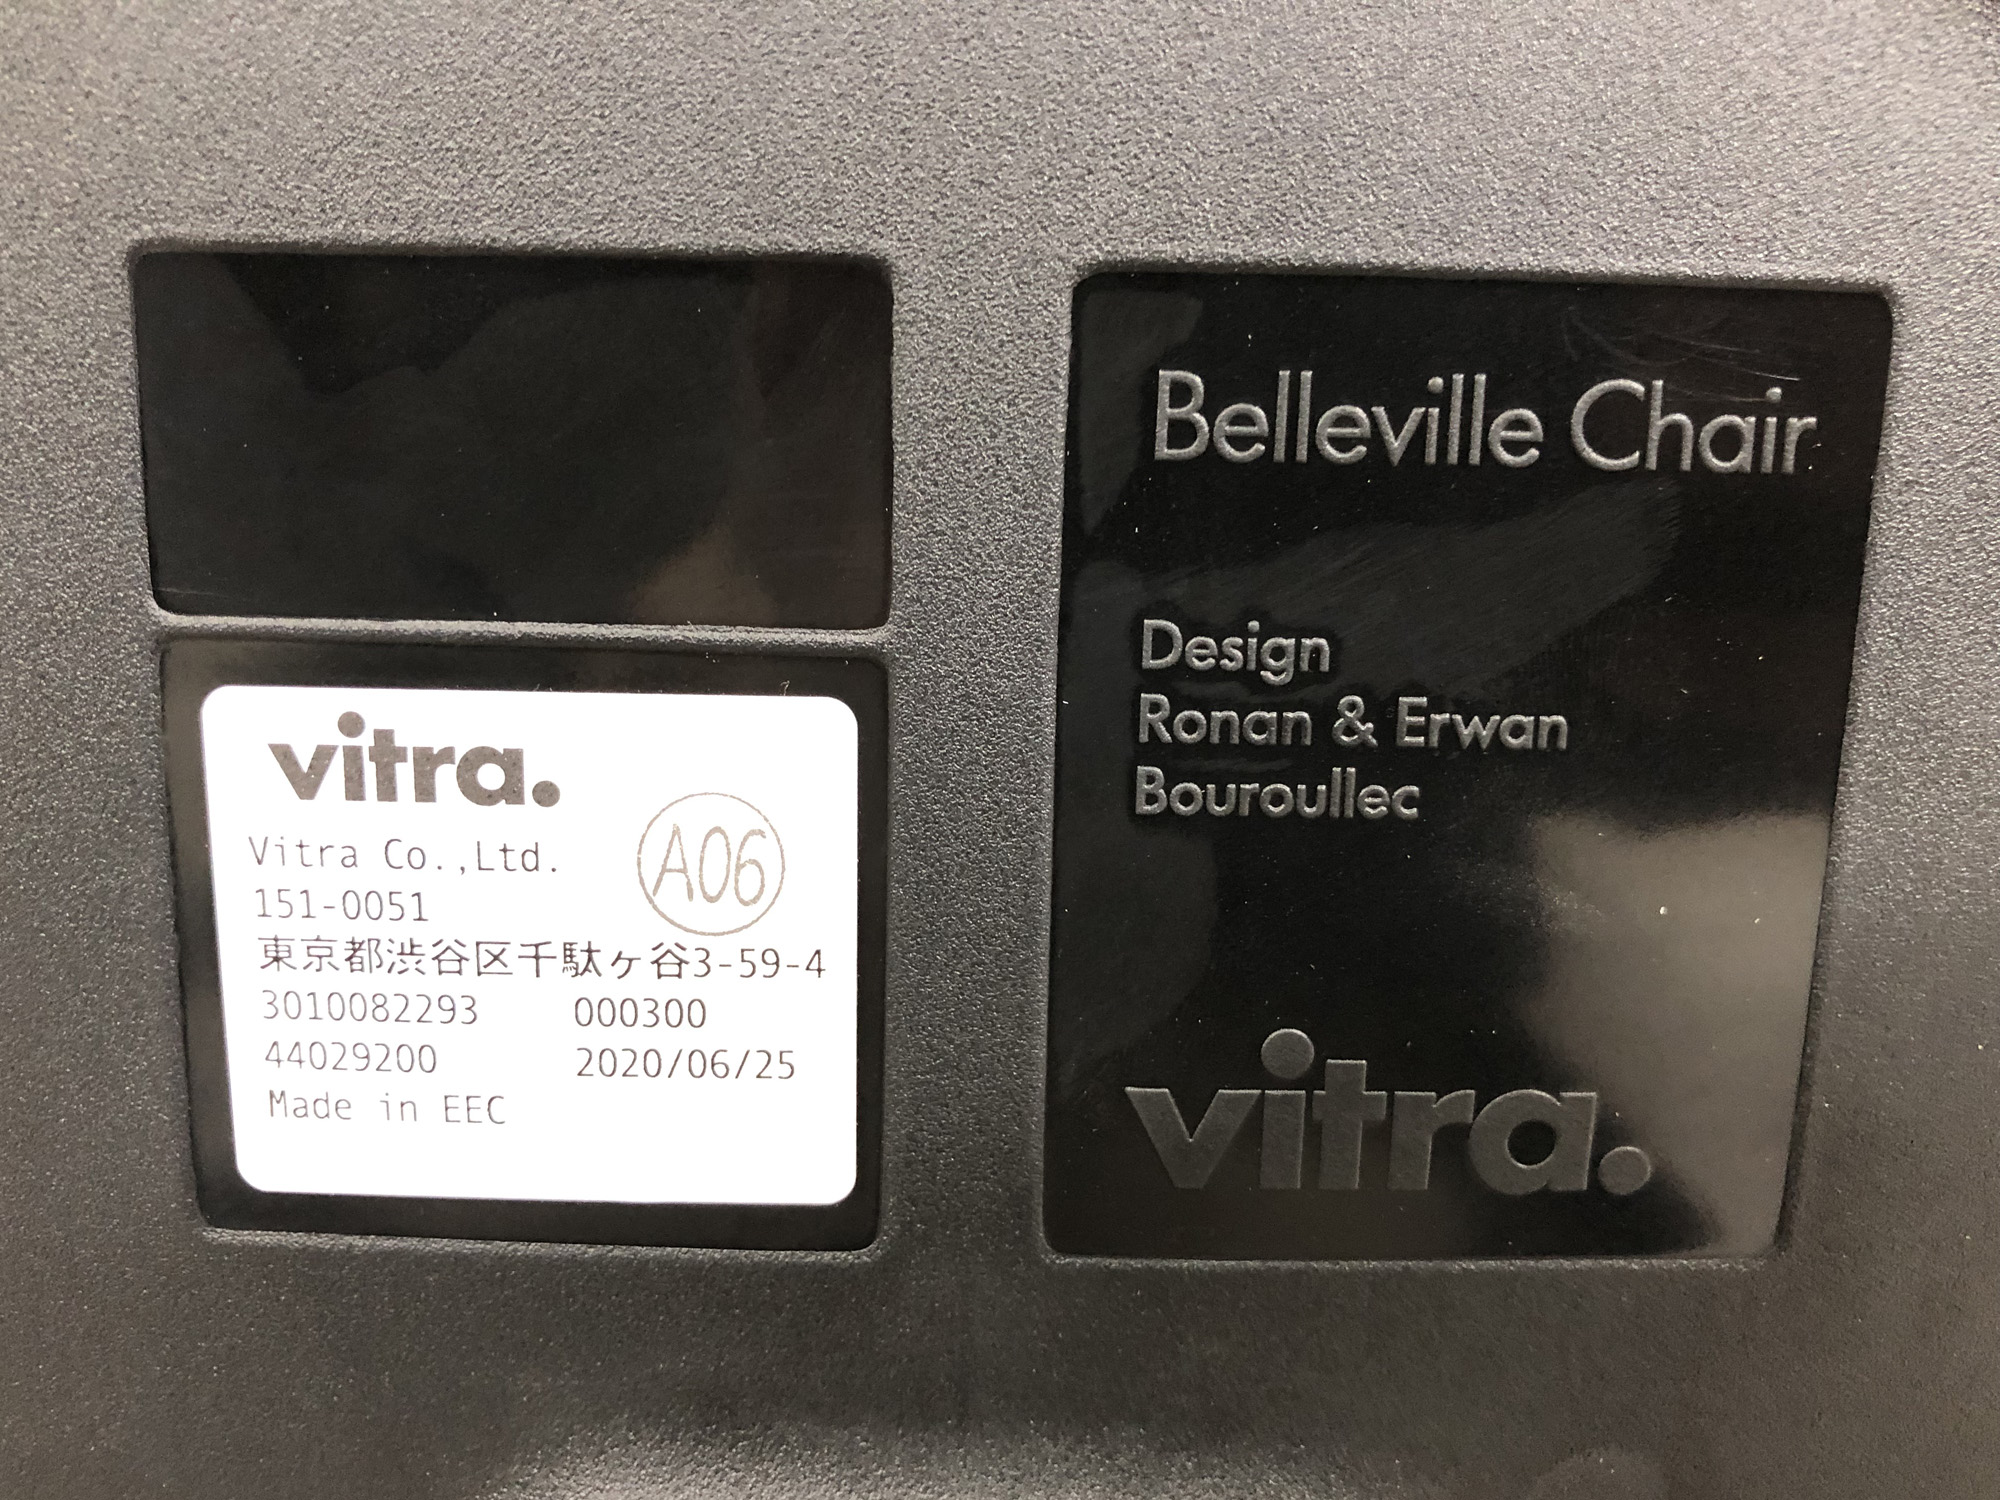 vitra.
Vitra Co.,Ltd.
A06
151-0051
東京都渋谷区千駄ヶ谷3-59-4
3010082293 000300
44029200 2020/06/25
Made in EEC
Belleville Chair
Design
Ronan & Erwan
Bouroullec
vitra.